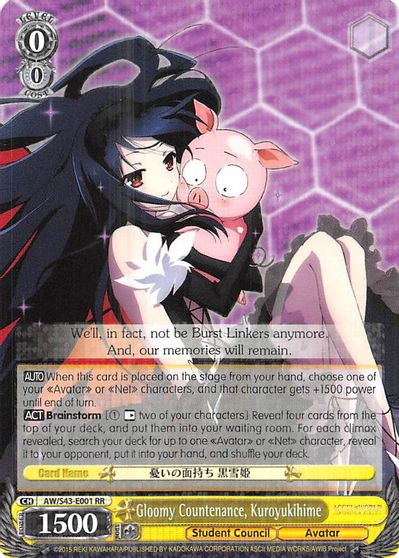 LEVEL
0
0
COST
We'll, in fact, not be Burst Linkers anymore.
And, our memories will remain.
AUTO When this card is placed on the stage from your hand, choose one of
your «Avatar» or «Net» characters, and that character gets +1500 power
until end of turn.
ACT Brainstorm [① two of your characters] Reveal four cards from the
top of your deck, and put them into your waiting room. For each climax
revealed, search your deck for up to one «Avatar» or «Net» character,
reveal it to your opponent, put it into your hand, and shuffle your deck.
Card Name 憂いの面持ち 黒雪姫
CH AW/S43-E001 RR
1500
Gloomy Countenance, Kuroyukihime
Student Council Avatar
©2015 REKI KAWAHARA/PUBLISHED BY KADOKAWA CORPORATION ASCII MEDIA WORKS/AWIB Project